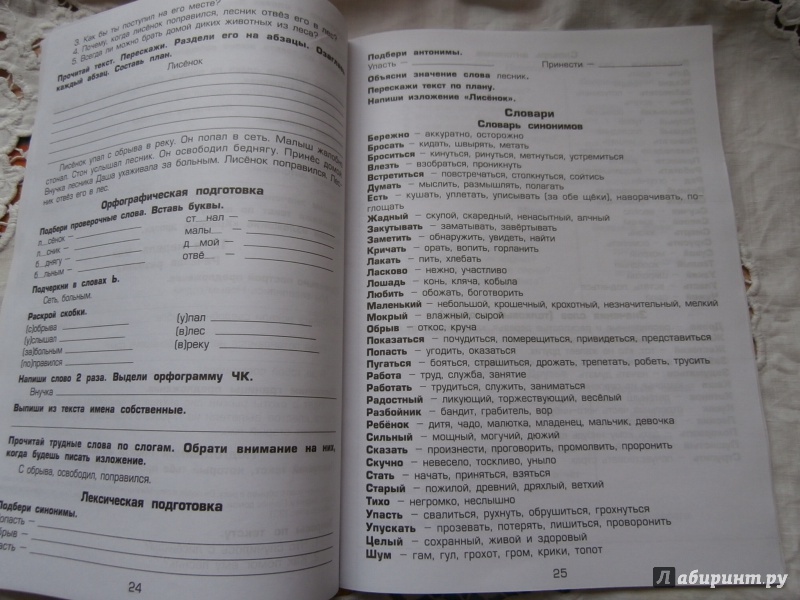 3. Как бы ты поступил на его месте?
4. Почему, когда лисёнок поправился, лесник отвёз его в лес?
5. Всегда ли можно брать домой диких животных из леса?
Прочитай текст. Перескажи. Раздели его на абзацы.
каждый абзац. Составь план.
Лисёнок
Лисёнок упал с обрыва в реку. Он попал в сеть. Малыш
стонал. Стон услышал лесник. Он освободил беднягу. Принёс
Внучка лесника Даша ухаживала за больным. Лисёнок поправился.
ник отвёз его в лес.
Орфографическая подготовка
Подбери проверочные слова. Вставь буквы.
л__сёнок –
л__сник –
б__днягу –
б__льным –
ст__нал –
малы__ –
д__мой –
отвё__ –
Подчеркни в словах Ь.
Сеть, больным.
Раскрой скобки.
(с)обрыва
(у)слышал
(за)больным
(по)правился
(у)пал
(в)лес
(в)реку
Напиши слово 2 раза. Выдели орфограмму ЧК.
Внучка
Выпиши из текста имена собственные.
Прочитай трудные слова по слогам. Обрати внимание на них,
когда будешь писать изложение.
С обрыва, освободил, поправился.
Лексическая подготовка
Подбери синонимы.
24
Подбери антонимы.
Упасть – Принести –
Объясни значение слова лесник.
Перескажи текст по плану.
Напиши изложение «Лисёнок».
Словари
Словарь синонимов
Бережно – аккуратно, осторожно
Бросать – кидать, швырять, метать
Броситься – кинуться, ринуться, метнуться, устремиться
Влезть – взобраться, проникнуть
Встретиться – повстречаться, столкнуться, сойтись
Думать – мыслить, размышлять, полагать
Есть – кушать, уплетать, уписывать [за обе щёки], наворачивать, по-
глощать
Жадный – скупой, скаредный, ненасытный, алчный
Закутывать – заматывать, завёртывать
Заметить – обнаружить, увидеть, найти
Кричать – орать, вопить, горланить
Лакать – пить, хлебать
Ласково – нежно, участливо
Лошадь – конь, кляча, кобыла
Любить – обожать, боготворить
Маленький – небольшой, крошечный, крохотный, незначительный, мелкий
Мокрый – влажный, сырой
Обрыв – откос, круча
Показаться – почудиться, померещиться, привидеться, представиться
Попасть – угодить, оказаться
Пугаться – бояться, страшиться, дрожать, трепетать, робеть, трусить
Работа – труд, служба, занятие
Работать – трудиться, служить, заниматься
Радостный – ликующий, торжествующий, весёлый
Разбойник – бандит, грабитель, вор
Ребёнок – дитя, чадо, малютка, младенец, мальчик, девочка
Сильный – мощный, могучий, дюжий
Сказать – произнести, проговорить, промолвить, проронить
Скучно – невесело, тоскливо, уныло
Стать – начать, приняться, взяться
Старый – пожилой, древний, дряхлый, ветхий
Тихо – негромко, неслышно
Упасть – свалиться, рухнуть, обрушиться, грохнуться
Упускать – прозевать, потерять, лишиться, проворонить
Целый – сохранный, живой и здоровый
Шум – гам, гул, грохот, гром, крики, топот
25
Лабиринт.ру